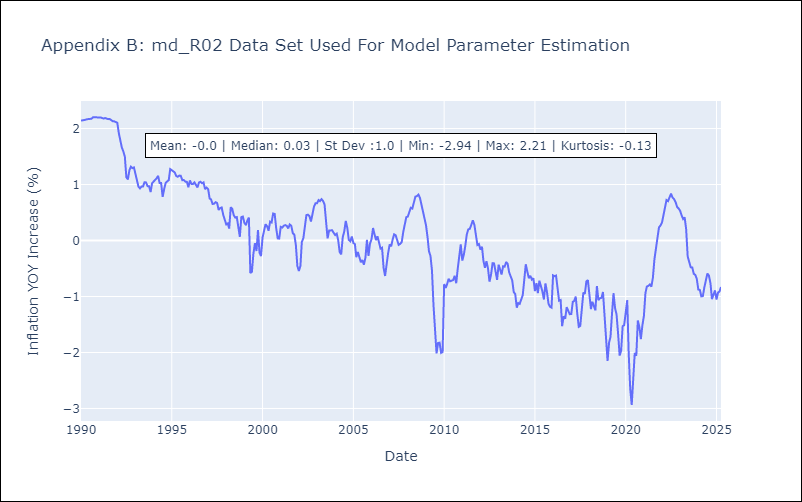 Appendix B: md_R02 Data Set Used For Model Parameter Estimation
Mean: -0.0 | Median: 0.03 | St Dev :1.0 | Min: -2.94 | Max: 2.21 | Kurtosis: -0.13
Inflation YOY Increase (%)
2
1
0
−1
−2
−3
1990 1995 2000 2005 2010 2015 2020 2025
Date